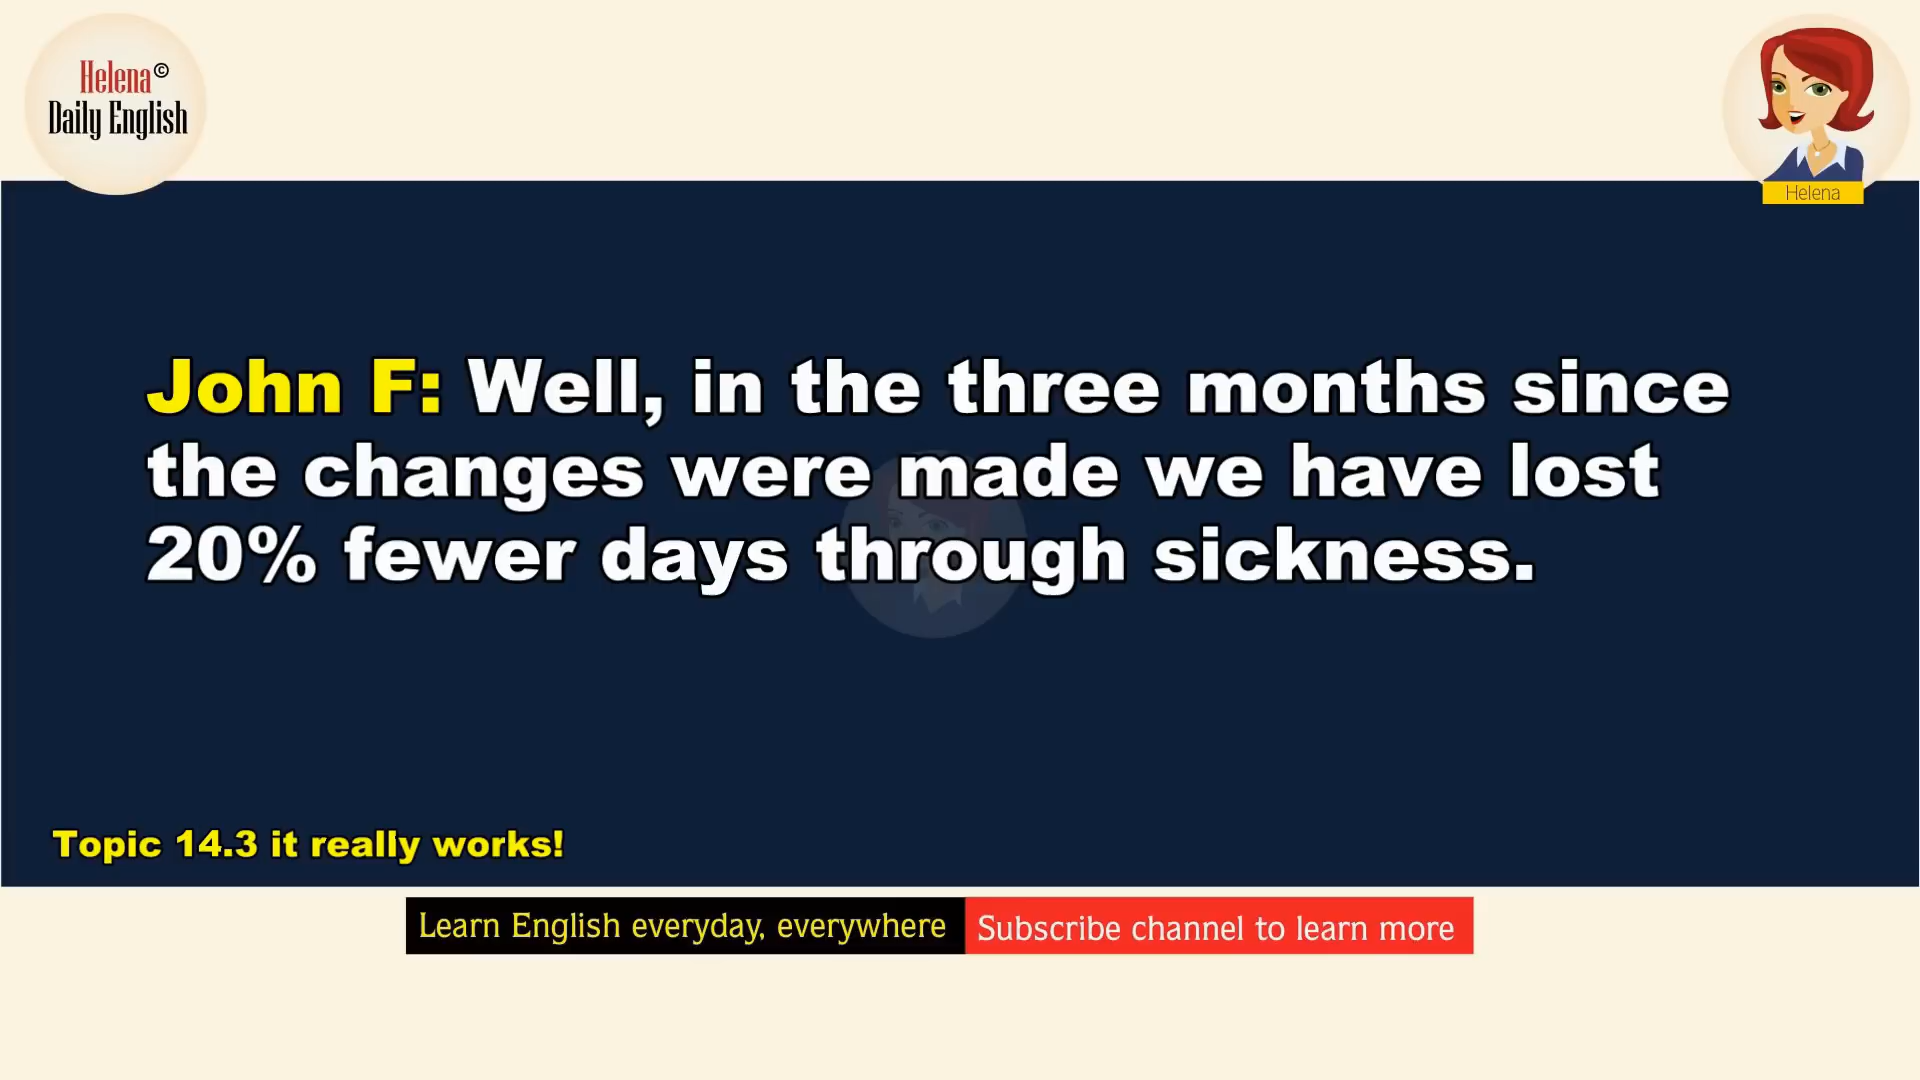 Helena©
Daily English
Helena
John F: Well, in the three months since
the changes were made we have lost
20% fewer days through sickness.
Topic 14.3 it really works!
Learn English everyday, everywhere
Subscribe channel to learn more